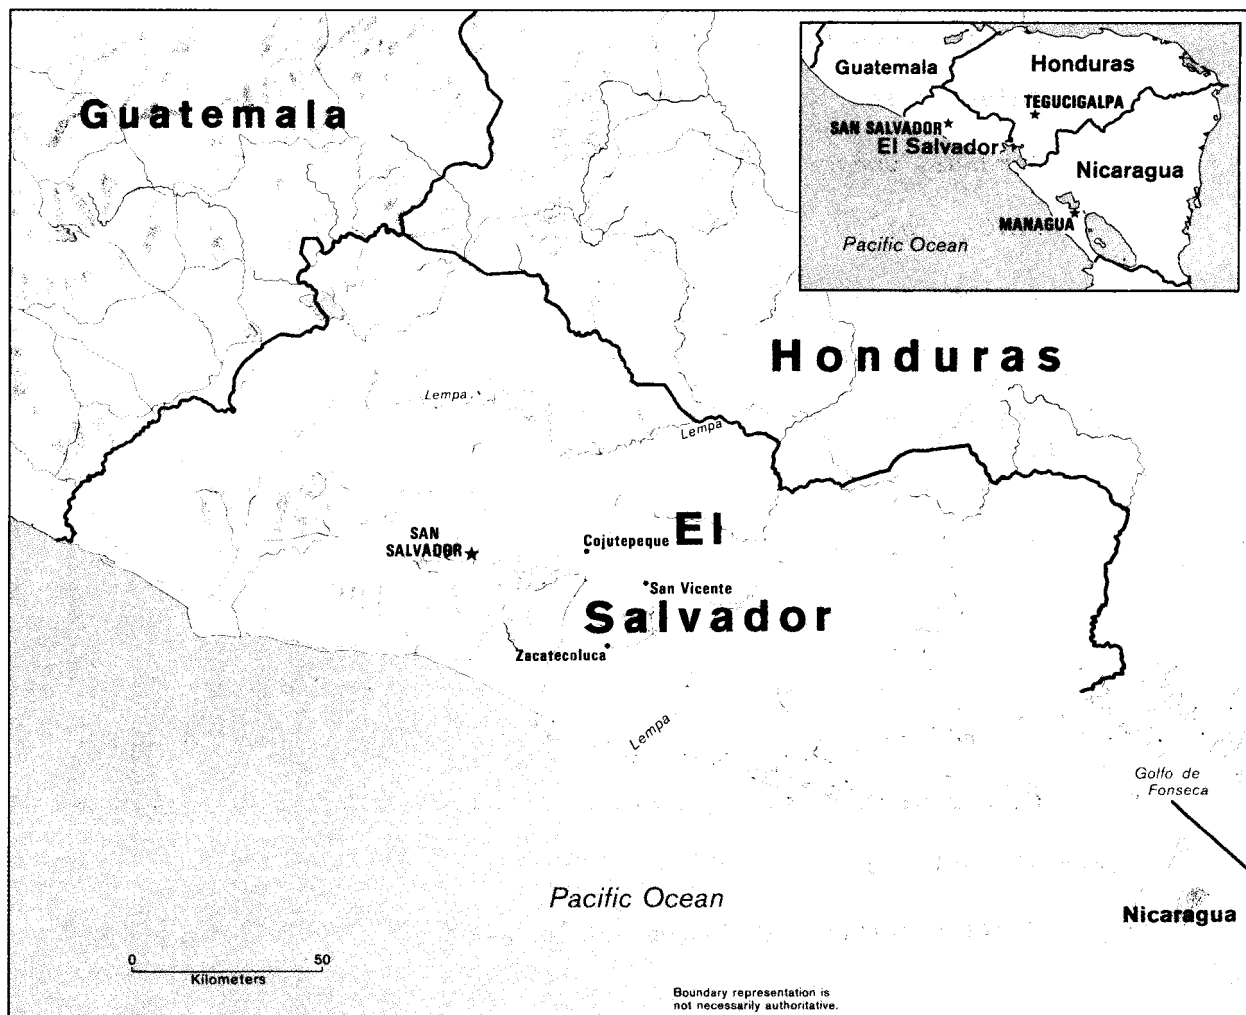 Guatemala
Guatemala
Honduras
TEGUCIGALPA
SAN SALVADOR
El Salvador
Nicaragua
MANAGUA
Pacific Ocean
Honduras
Lempa
Lempa
SAN
SALVADOR
Cojutepeque
El
San Vicente
Salvador
Zacatecoluca
Lempa
Golfo de
Fonseca
Pacific Ocean
Nicaragua
0 50
Kilometers
Boundary representation is
not necessarily authoritative.